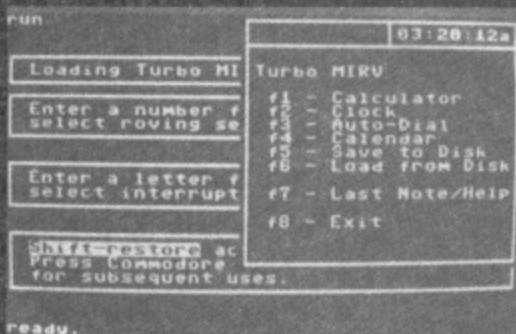 run
03:20:12a
Loading Turbo MI
Turbo MIRV
f1 - Calculator
f2 - Clock
f3 - Auto-Dial
f4 - Calendar
f5 - Save to Disk
f6 - Load from Disk
f7 - Last Note/Help
f8 - Exit
Enter a number f
select roving se
Enter a letter f
select interrupt
Shift-restore ac
Press Commodore
for subsequent uses.
ready.